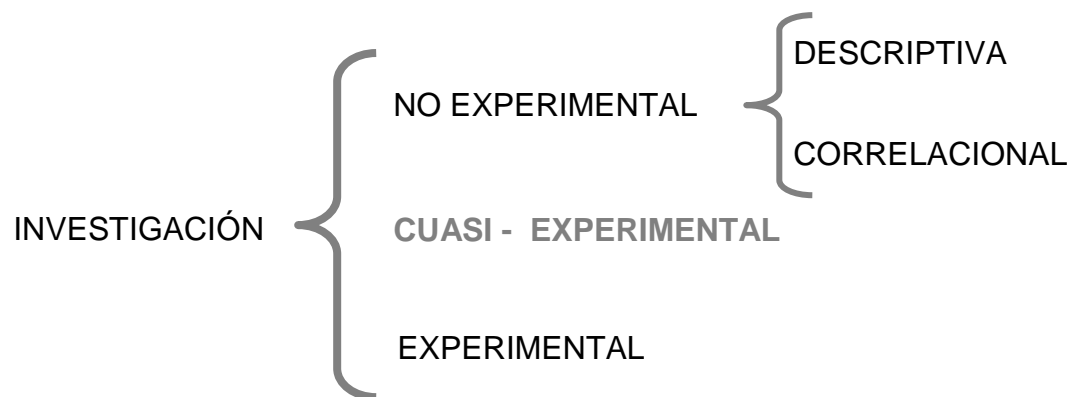 DESCRIPTIVA
NO EXPERIMENTAL
CORRELACIONAL
INVESTIGACIÓN
CUASI - EXPERIMENTAL
EXPERIMENTAL